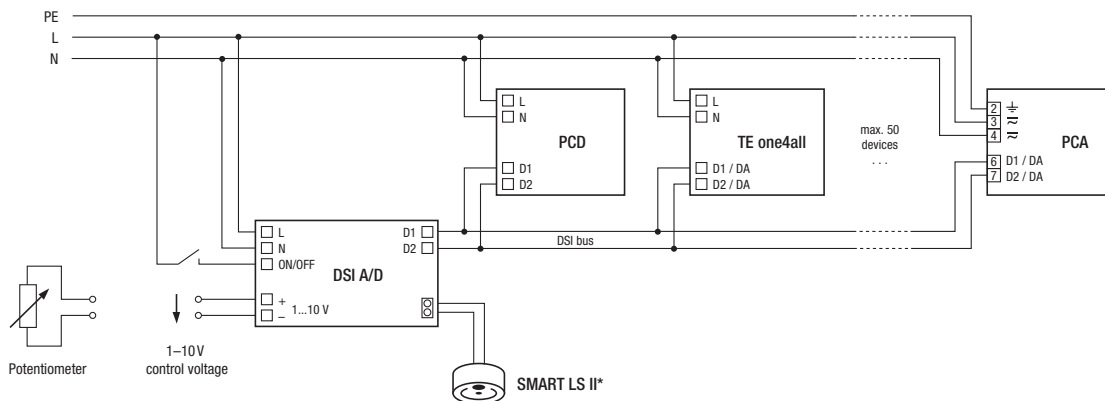 PE
L
N
L
N
PCD
D1
D2
L
N
TE one4all
D1 / DA
D2 / DA
max. 50
devices
. . .
2
3
4
PCA
6 D1 / DA
7 D2 / DA
L
N
ON/OFF
D1
D2
DSI A/D
+
–
1...10 V
DSI bus
Potentiometer
1–10 V
control voltage
SMART LS II*